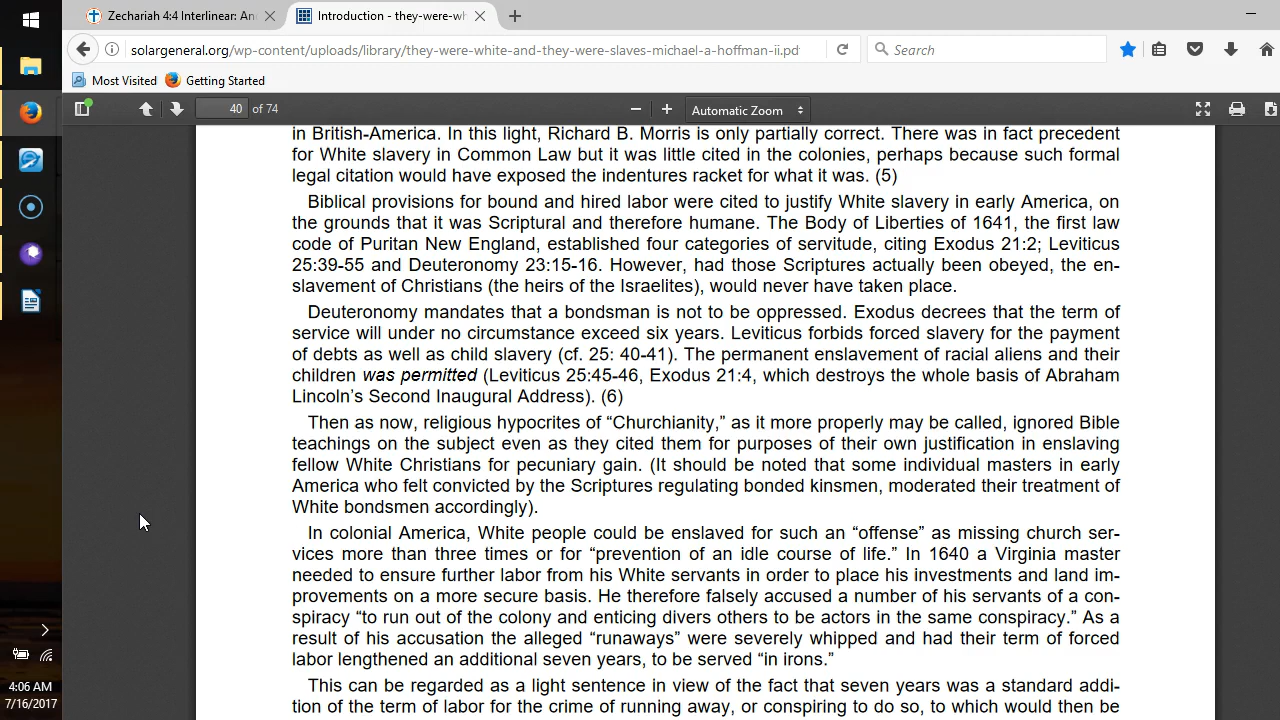 Zechariah 4:4 Interlinear: An
Introduction - they-were-wh
solargeneral.org/wp-content/uploads/library/they-were-white-and-they-were-slaves-michael-a-hoffman-ii.pd
Search
Most Visited
Getting Started
40 of 74
Automatic Zoom
in British-America. In this light, Richard B. Morris is only partially correct. There was in fact precedent
for White slavery in Common Law but it was little cited in the colonies, perhaps because such formal
legal citation would have exposed the indentures racket for what it was. (5)
Biblical provisions for bound and hired labor were cited to justify White slavery in early America, on
the grounds that it was Scriptural and therefore humane. The Body of Liberties of 1641, the first law
code of Puritan New England, established four categories of servitude, citing Exodus 21:2; Leviticus
25:39-55 and Deuteronomy 23:15-16. However, had those Scriptures actually been obeyed, the en-
slavement of Christians (the heirs of the Israelites), would never have taken place.
Deuteronomy mandates that a bondsman is not to be oppressed. Exodus decrees that the term of
service will under no circumstance exceed six years. Leviticus forbids forced slavery for the payment
of debts as well as child slavery (cf. 25: 40-41). The permanent enslavement of racial aliens and their
children was permitted (Leviticus 25:45-46, Exodus 21:4, which destroys the whole basis of Abraham
Lincoln's Second Inaugural Address). (6)
Then as now, religious hypocrites of “Churchianity,” as it more properly may be called, ignored Bible
teachings on the subject even as they cited them for purposes of their own justification in enslaving
fellow White Christians for pecuniary gain. (It should be noted that some individual masters in early
America who felt convicted by the Scriptures regulating bonded kinsmen, moderated their treatment of
White bondsmen accordingly).
In colonial America, White people could be enslaved for such an “offense” as missing church ser-
vices more than three times or for “prevention of an idle course of life.” In 1640 a Virginia master
needed to ensure further labor from his White servants in order to place his investments and land im-
provements on a more secure basis. He therefore falsely accused a number of his servants of a con-
spiracy “to run out of the colony and enticing divers others to be actors in the same conspiracy.” As a
result of his accusation the alleged “runaways” were severely whipped and had their term of forced
labor lengthened an additional seven years, to be served “in irons.”
This can be regarded as a light sentence in view of the fact that seven years was a standard addi-
tion of the term of labor for the crime of running away, or conspiring to do so, to which would then be
4:06 AM
7/16/2017